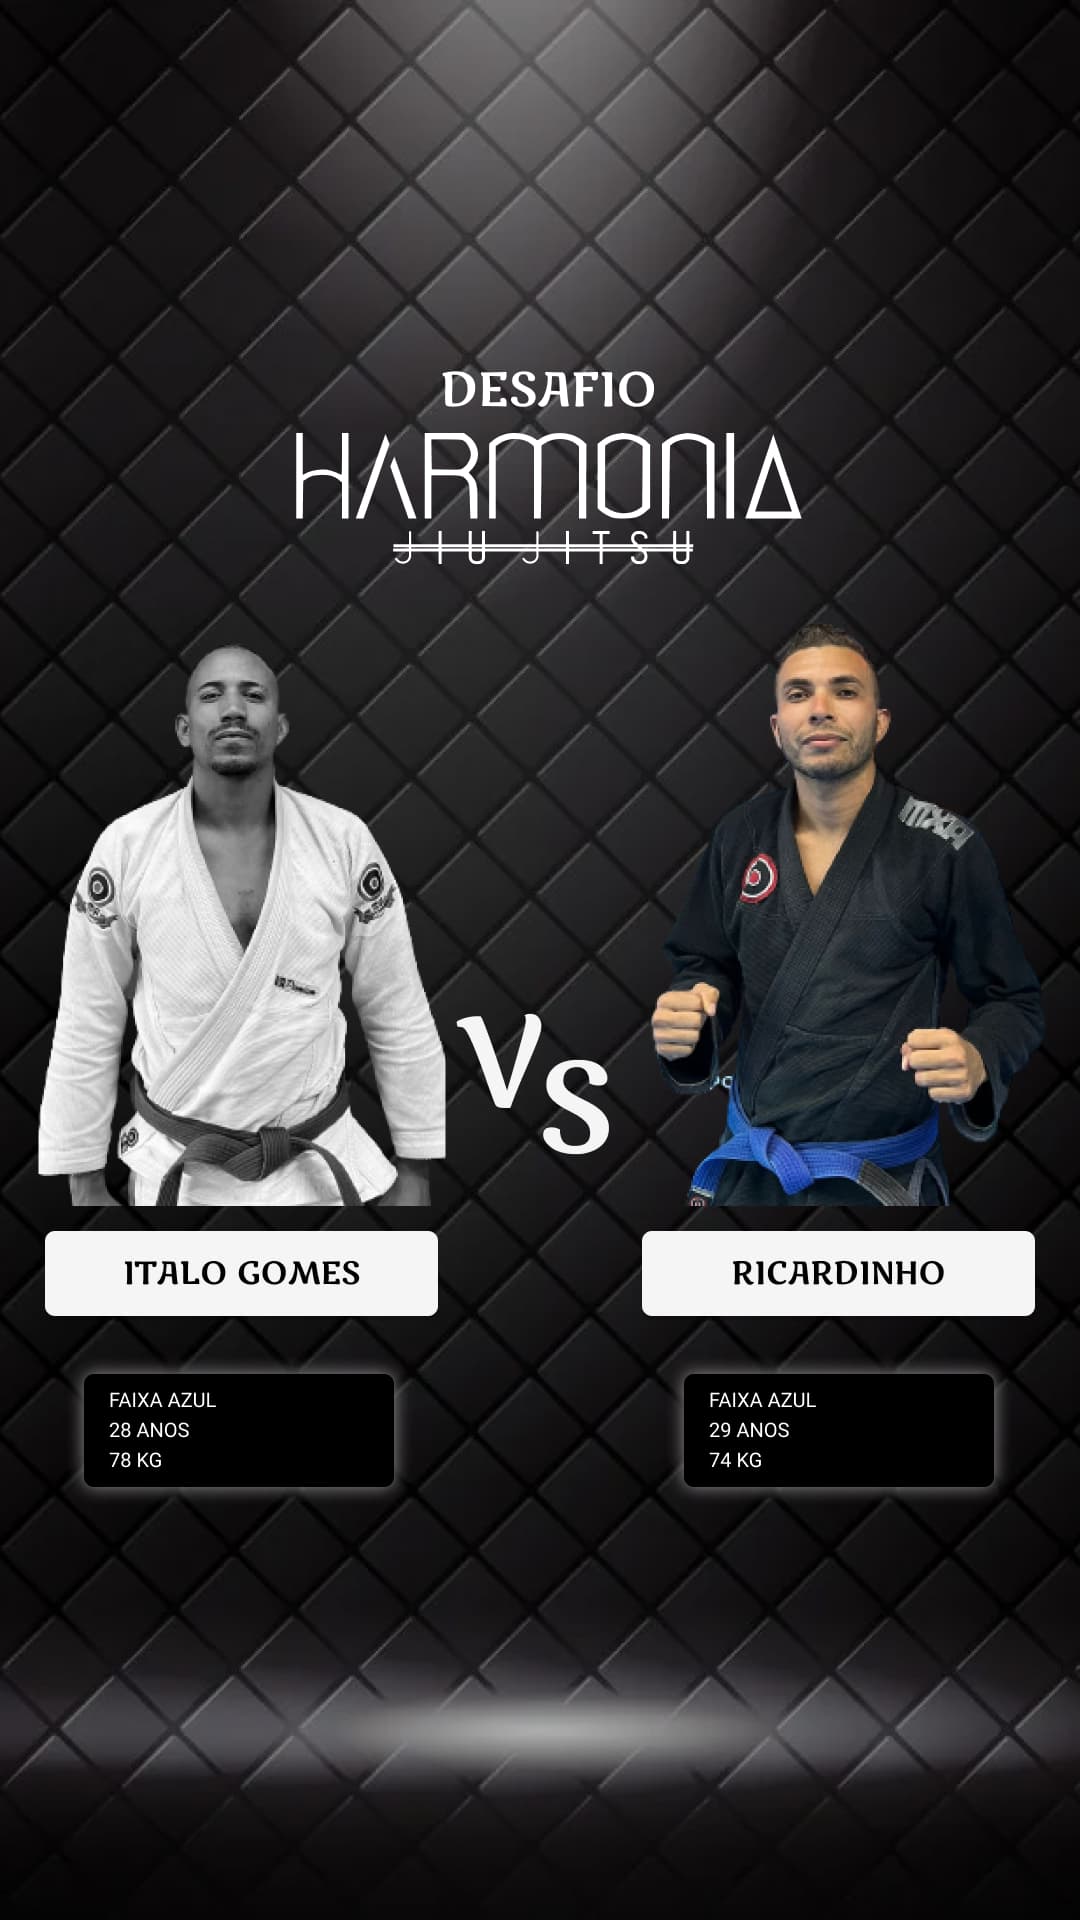 DESAFIO
HARMONIA
JIU JITSU
VS
ITALO GOMES
RICARDINHO
FAIXA AZUL
28 ANOS
78 KG
FAIXA AZUL
29 ANOS
74 KG